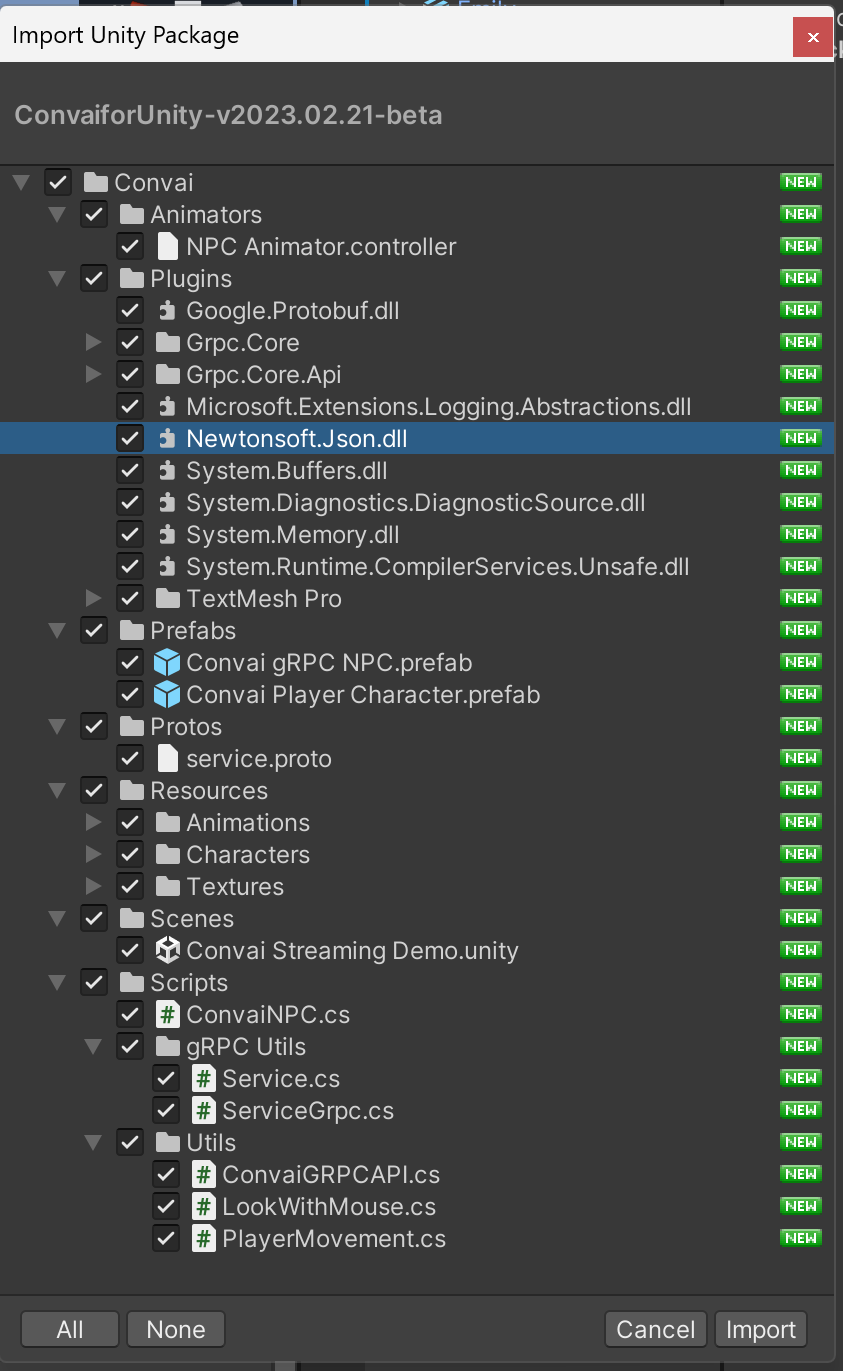 Import Unity Package
ConvaiforUnity-v2023.02.21-beta
Convai NEW
Animators NEW
NPC Animator.controller NEW
Plugins NEW
Google.Protobuf.dll NEW
Grpc.Core NEW
Grpc.Core.Api NEW
Microsoft.Extensions.Logging.Abstractions.dll NEW
Newtonsoft.Json.dll
System.Buffers.dll NEW
System.Diagnostics.DiagnosticSource.dll NEW
System.Memory.dll NEW
System.Runtime.CompilerServices.Unsafe.dll NEW
TextMesh Pro NEW
Prefabs NEW
Convai gRPC NPC.prefab NEW
Convai Player Character.prefab NEW
Protos NEW
service.proto NEW
Resources NEW
Animations NEW
Characters NEW
Textures NEW
Scenes NEW
Convai Streaming Demo.unity NEW
Scripts NEW
# ConvaiNPC.cs NEW
gRPC Utils NEW
# Service.cs NEW
# ServiceGrpc.cs NEW
Utils NEW
# ConvaiGRPCAPI.cs NEW
# LookWithMouse.cs NEW
# PlayerMovement.cs NEW
All None Cancel Import